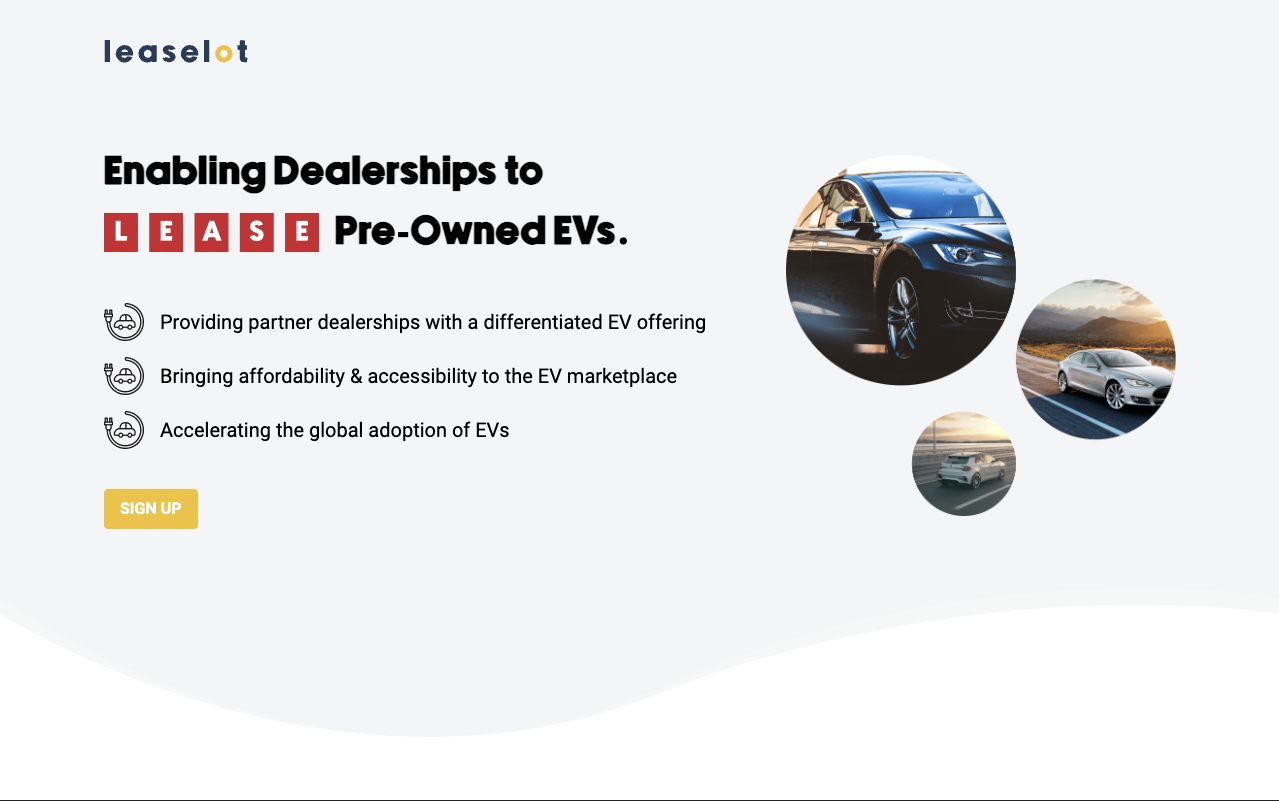 leaselot
Enabling Dealerships to
LEASE Pre-Owned EVs.
Providing partner dealerships with a differentiated EV offering
Bringing affordability & accessibility to the EV marketplace
Accelerating the global adoption of EVs
SIGN UP